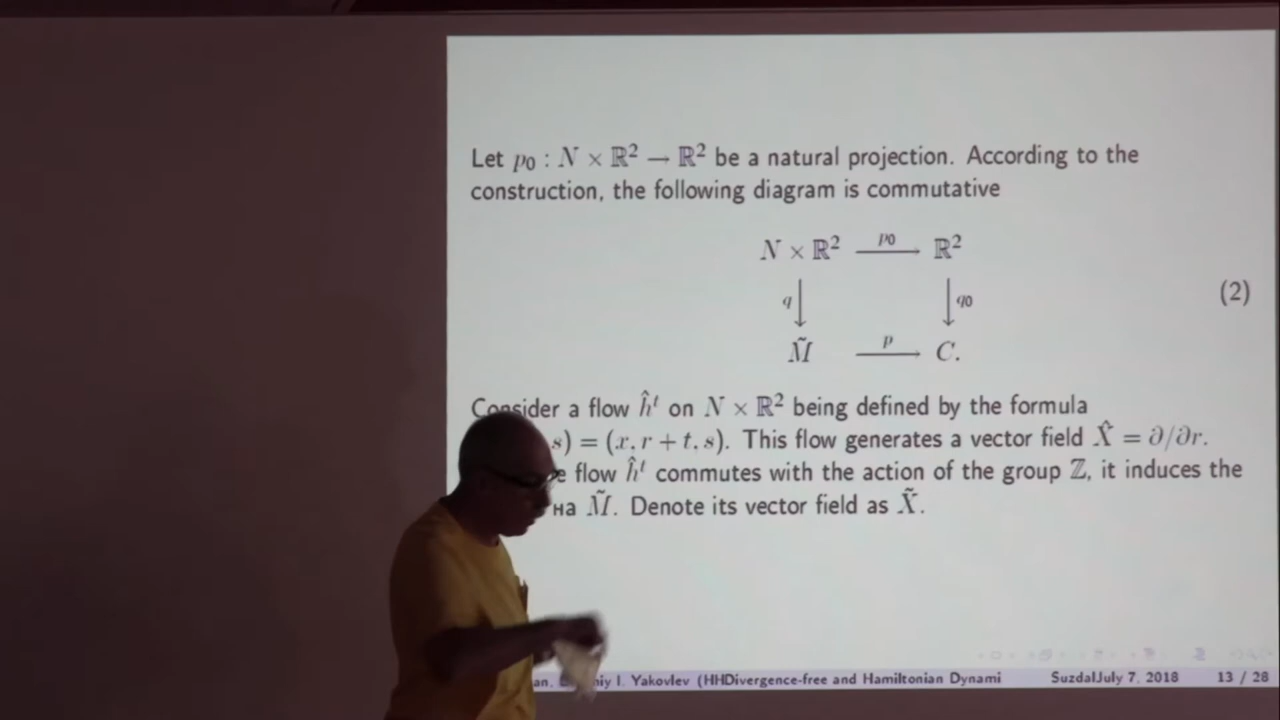 Let p₀ : N × ℝ² → ℝ² be a natural projection. According to the
construction, the following diagram is commutative
N × ℝ² p₀ ℝ²
q q₀ (2)
M̃ p C.
Consider a flow ĥᵗ on N × ℝ² being defined by the formula
s) = (x, r + t, s). This flow generates a vector field X̂ = ∂/∂r.
flow ĥᵗ commutes with the action of the group ℤ, it induces the
на M̃. Denote its vector field as X̃.
an, iy I. Yakovlev (HHDivergence-free and Hamiltonian Dynami SuzdalJuly 7, 2018 13 / 28